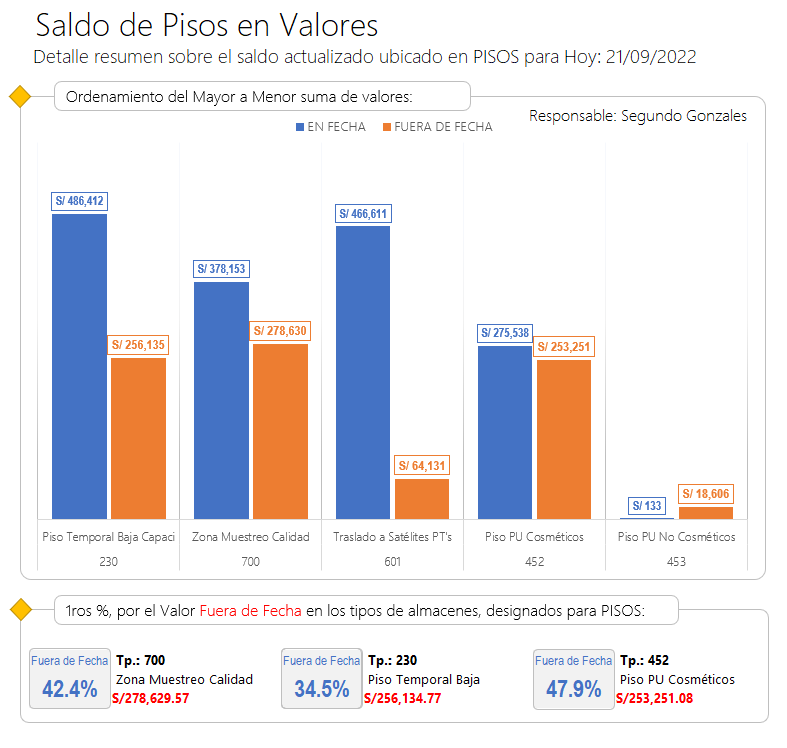 Saldo de Pisos en Valores
Detalle resumen sobre el saldo actualizado ubicado en PISOS para Hoy: 21/09/2022
Ordenamiento del Mayor a Menor suma de valores:
Responsable: Segundo Gonzales
EN FECHA FUERA DE FECHA
S/ 486,412
S/ 256,135
S/ 378,153
S/ 278,630
S/ 466,611
S/ 64,131
S/ 275,538
S/ 253,251
S/ 133
S/ 18,606
Piso Temporal Baja Capaci
Zona Muestreo Calidad
Traslado a Satélites PT's
Piso PU Cosméticos
Piso PU No Cosméticos
230
700
601
452
453
1ros %, por el Valor Fuera de Fecha en los tipos de almacenes, designados para PISOS:
Fuera de Fecha
42.4%
Tp.: 700
Zona Muestreo Calidad
S/278,629.57
Fuera de Fecha
34.5%
Tp.: 230
Piso Temporal Baja
S/256,134.77
Fuera de Fecha
47.9%
Tp.: 452
Piso PU Cosméticos
S/253,251.08